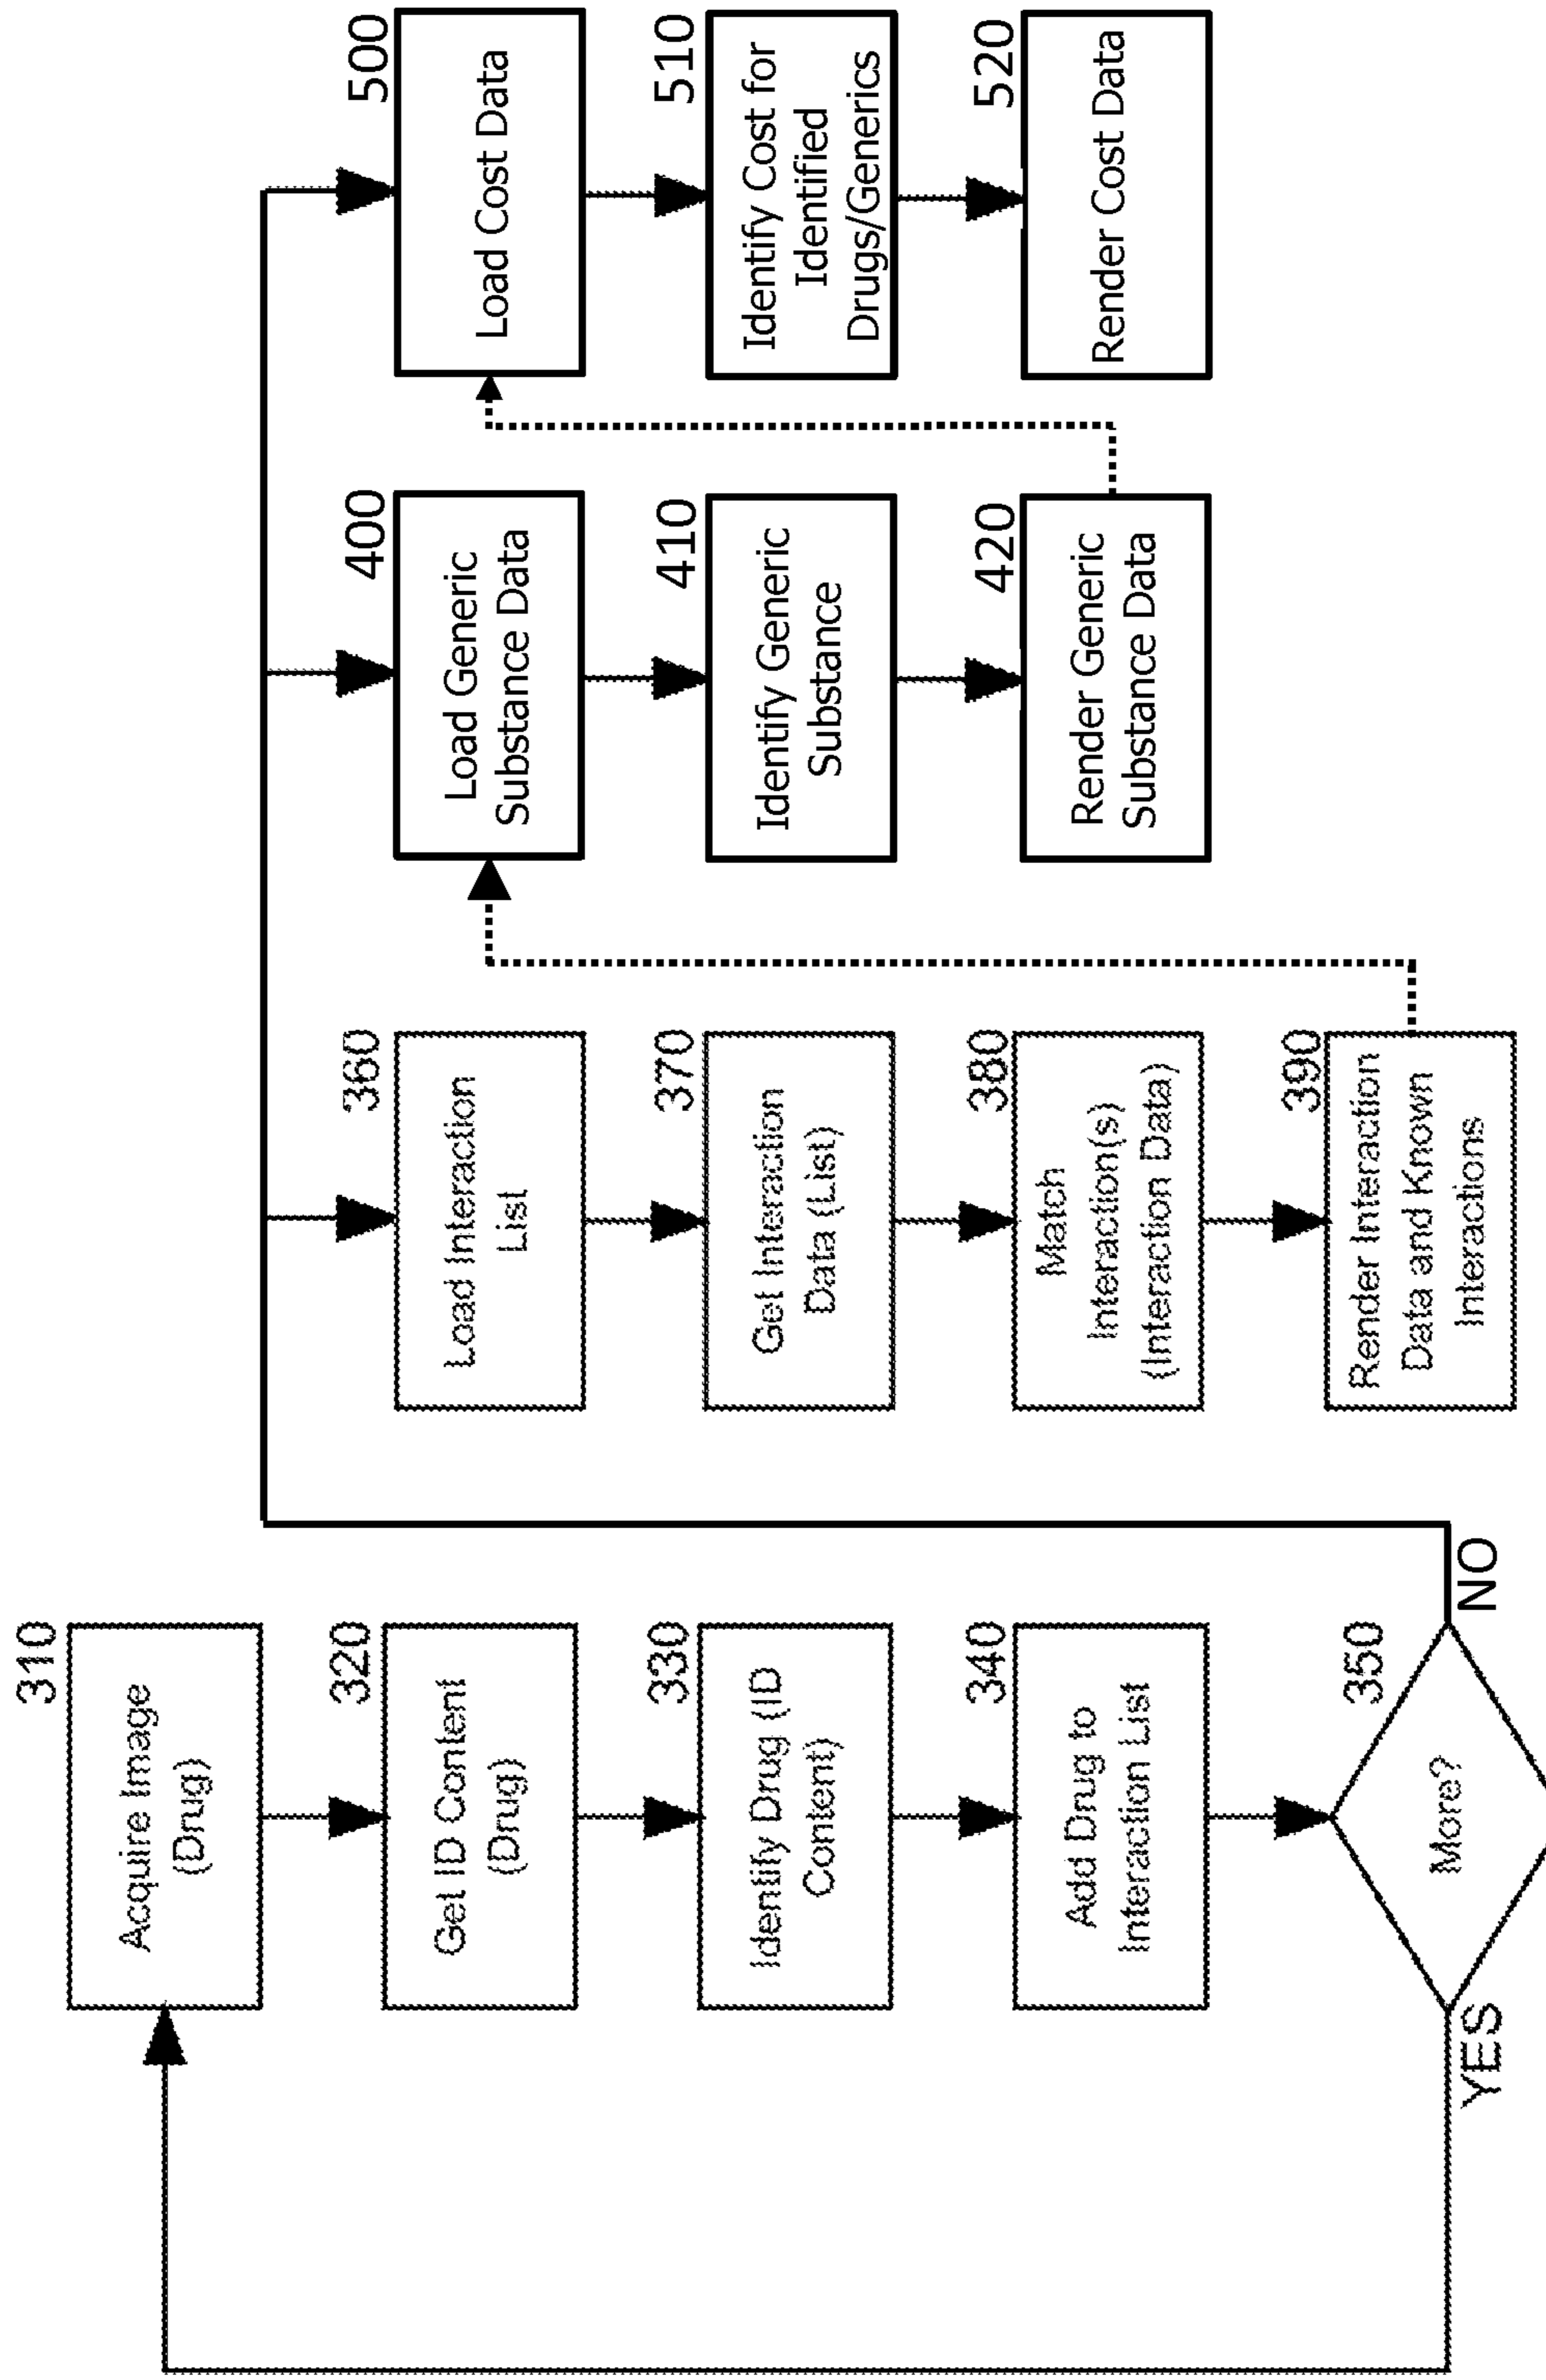 310
Acquire Image
(Drug)
320
Get ID Content
(Drug)
330
Identify Drug (ID
Content)
340
Add Drug to
Interaction List
350
More?
YES
NO
360
Load Interaction
List
370
Get Interaction
Data (List)
380
Match
Interaction(s)
(Interaction Data)
390
Render Interaction
Data and Known
Interactions
400
Load Generic
Substance Data
410
Identify Generic
Substance
420
Render Generic
Substance Data
500
Load Cost Data
510
Identify Cost for
Identified
Drugs/Generics
520
Render Cost Data